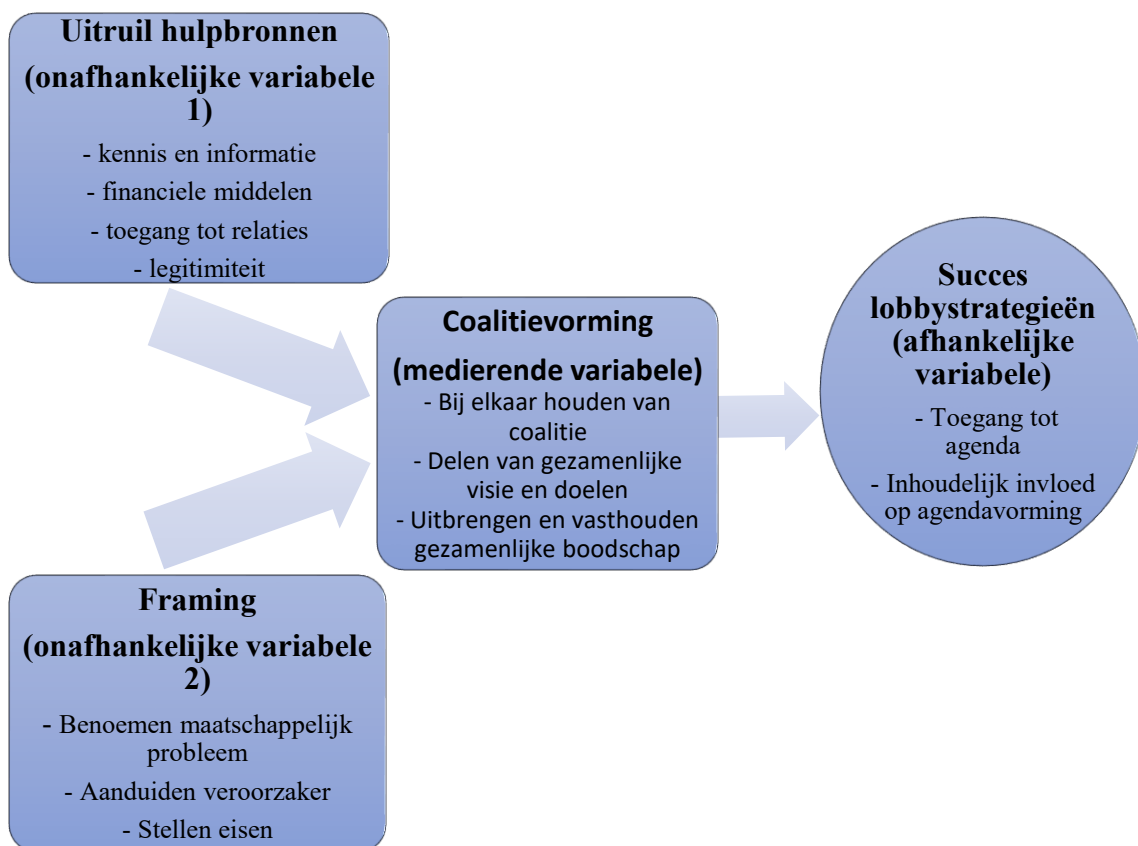 Uitruil hulpbronnen
(onafhankelijke variabele
1)
- kennis en informatie
- financiele middelen
- toegang tot relaties
- legitimiteit
Coalitievorming
(medierende variabele)
- Bij elkaar houden van
coalitie
- Delen van gezamenlijke
visie en doelen
- Uitbrengen en vasthouden
gezamenlijke boodschap
Succes
lobbystrategieën
(afhankelijke
variabele)
- Toegang tot
agenda
- Inhoudelijk invloed
op agendavorming
Framing
(onafhankelijke variabele
2)
- Benoemen maatschappelijk
probleem
- Aanduiden veroorzaker
- Stellen eisen